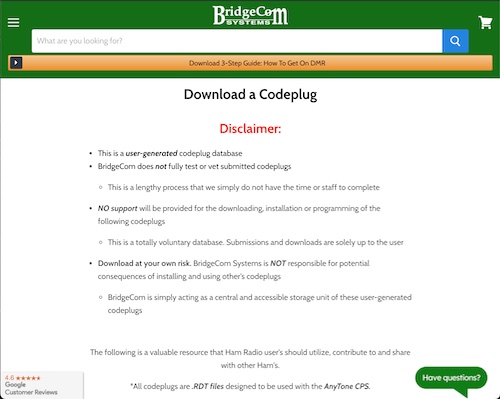 BRIDGECOM
SYSTEMS
What are you looking for?
Download 3-Step Guide: How To Get On DMR
Download a Codeplug
Disclaimer:
• This is a user-generated codeplug database
• BridgeCom does not fully test or vet submitted codeplugs
This is a lengthy process that we simply do not have the time or staff to complete
• NO support will be provided for the downloading, installation or programming of the
following codeplugs
This is a totally voluntary database. Submissions and downloads are solely up to the user
• Download at your own risk. BridgeCom Systems is NOT responsible for potential
consequences of installing and using other's codeplugs
BridgeCom is simply acting as a central and accessible storage unit of these user-generated
codeplugs
The following is a valuable resource that Ham Radio user's should utilize, contribute to and share
with other Ham's.
*All codeplugs are .RDT files designed to be used with the AnyTone CPS.
4.6 ★★★★★
Google
Customer Reviews
Have questions?